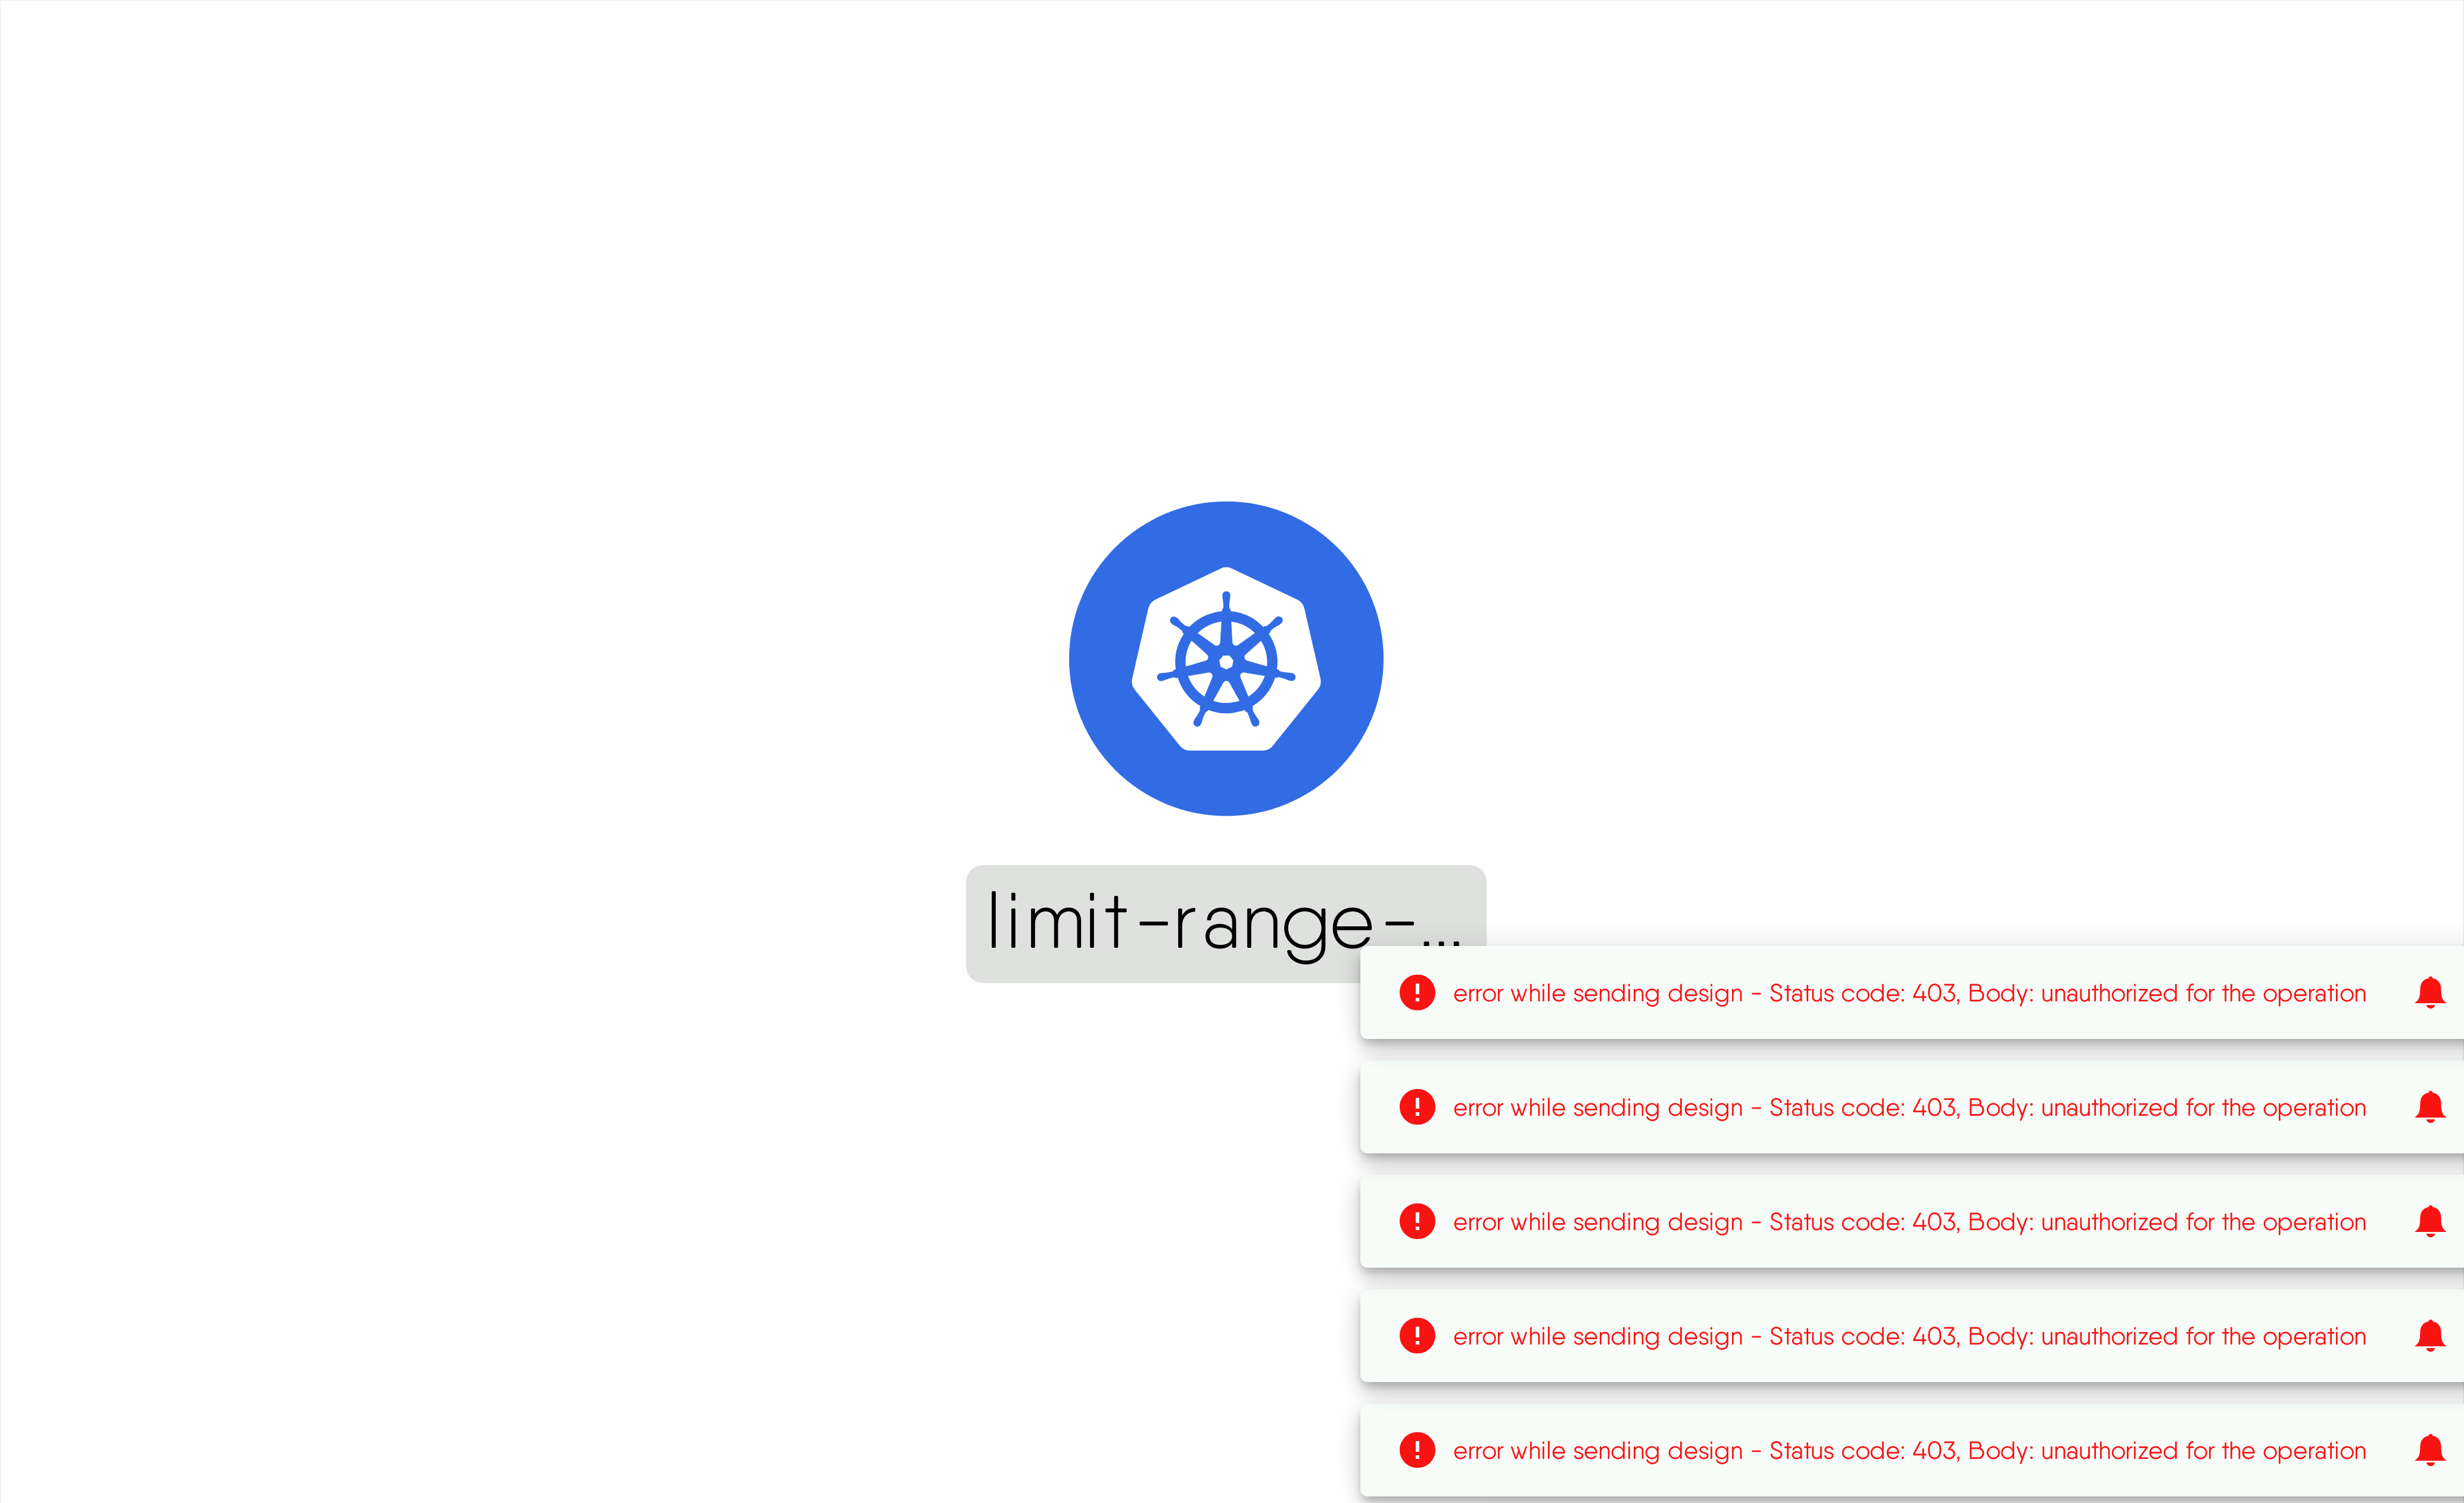 limit-range-...
error while sending design - Status code: 403, Body: unauthorized for the operation
error while sending design - Status code: 403, Body: unauthorized for the operation
error while sending design - Status code: 403, Body: unauthorized for the operation
error while sending design - Status code: 403, Body: unauthorized for the operation
error while sending design - Status code: 403, Body: unauthorized for the operation